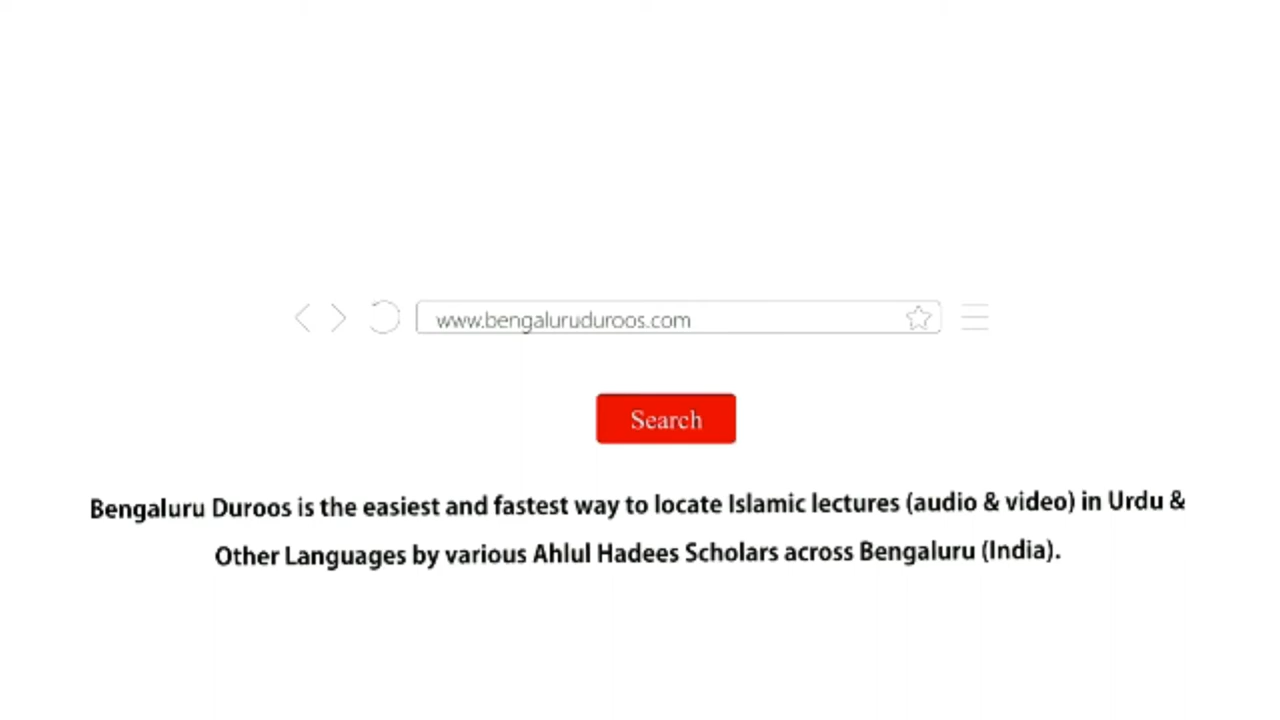 www.bengaluruduroos.com
Search
Bengaluru Duroos is the easiest and fastest way to locate Islamic lectures (audio & video) in Urdu &
Other Languages by various Ahlul Hadees Scholars across Bengaluru (India).